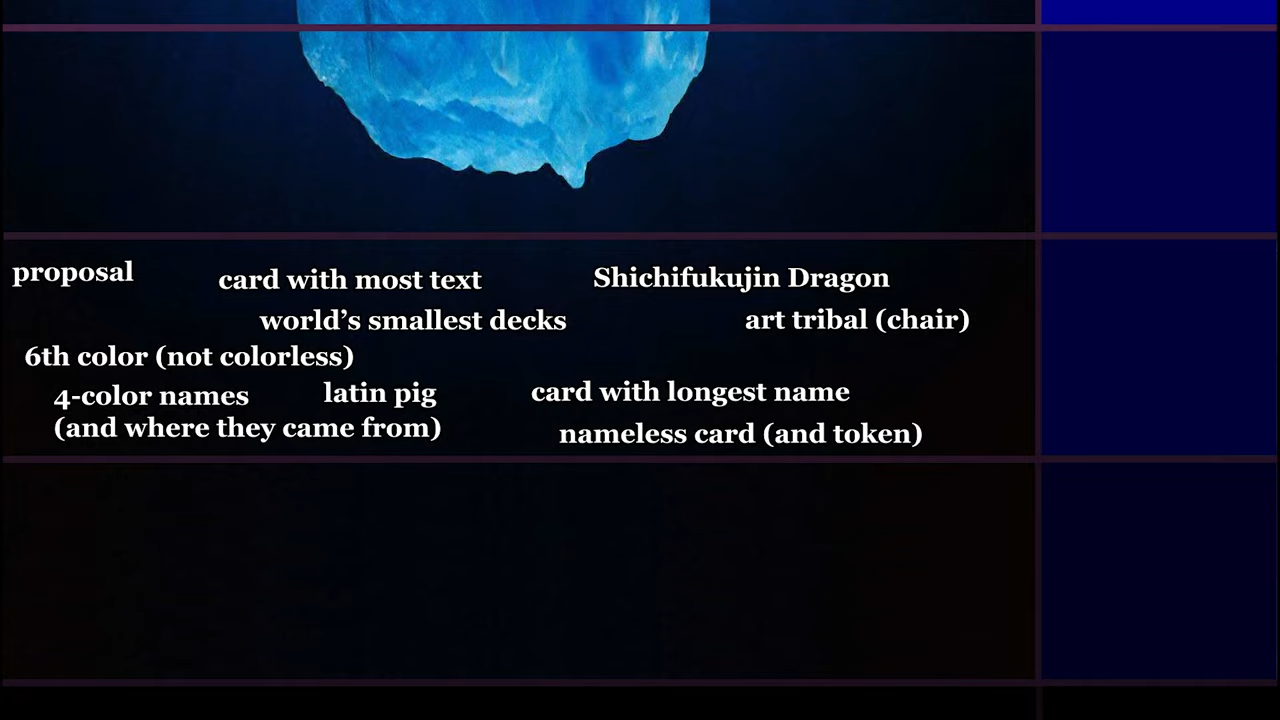 proposal
card with most text
Shichifukujin Dragon
world's smallest decks
art tribal (chair)
6th color (not colorless)
4-color names
(and where they came from)
latin pig
card with longest name
nameless card (and token)